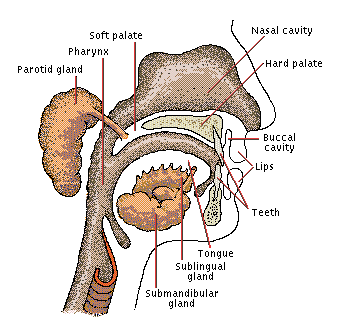 Soft palate
Nasal cavity
Pharynx
Parotid gland
Hard palate
Buccal
cavity
Lips
Teeth
Tongue
Sublingual
gland
Submandibular
gland